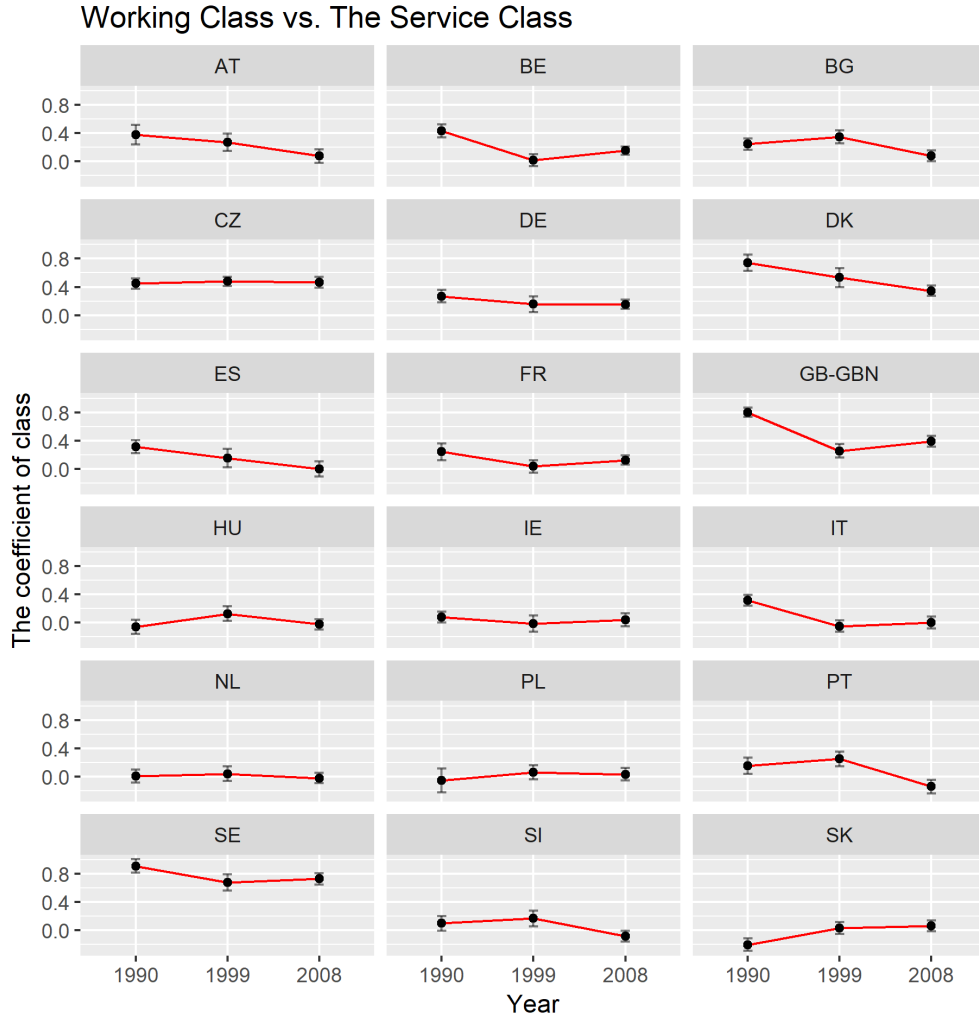 Working Class vs. The Service Class
AT BE BG
0.8
0.4
0.0
CZ DE DK
0.8
0.4
0.0
ES FR GB-GBN
0.8
0.4
0.0
HU IE IT
0.8
0.4
0.0
NL PL PT
0.8
0.4
0.0
SE SI SK
0.8
0.4
0.0
The coefficient of class
1990 1999 2008 1990 1999 2008 1990 1999 2008
Year